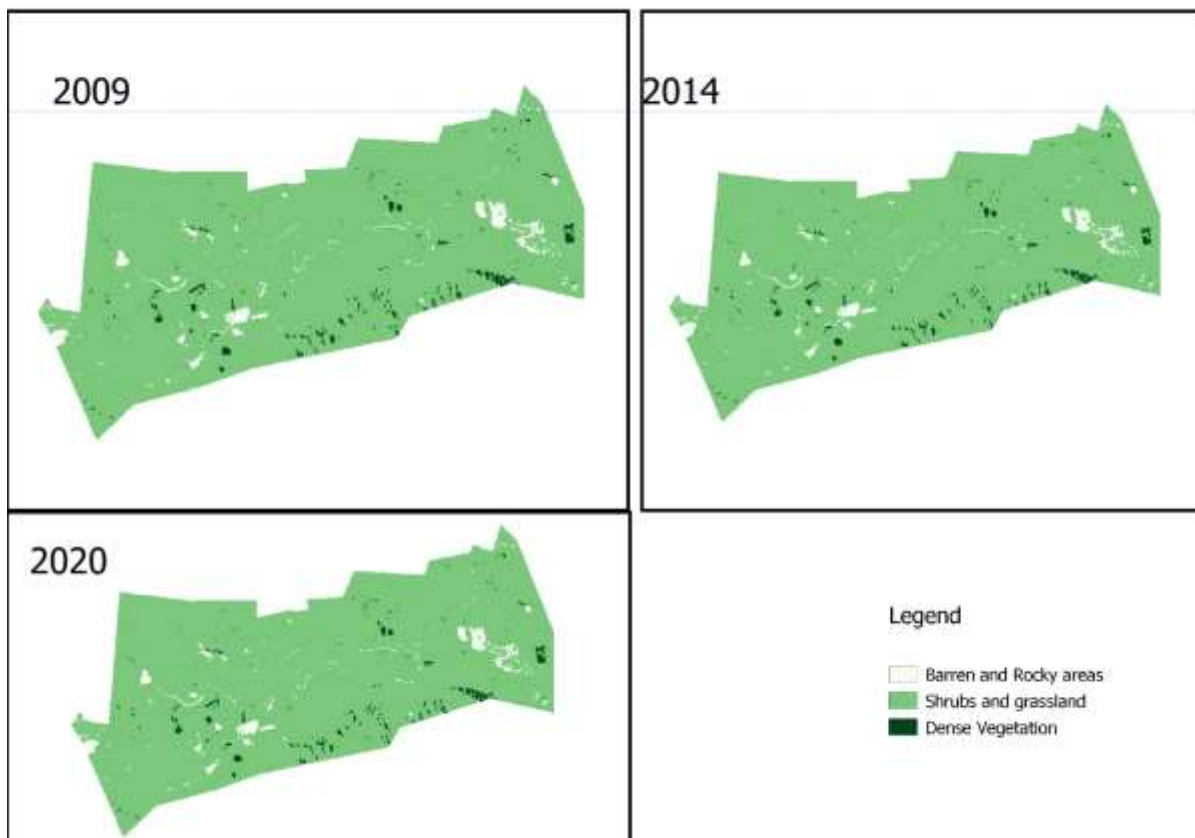 2009
2014
2020
Legend
Barren and Rocky areas
Shrubs and grassland
Dense Vegetation